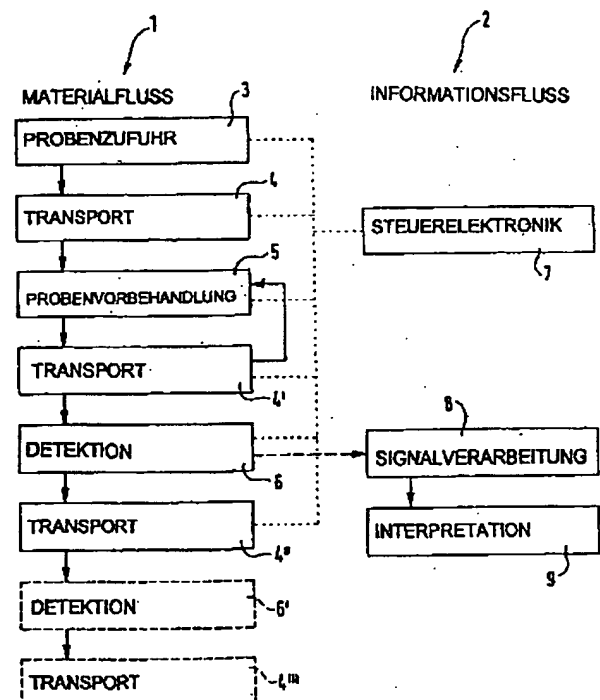 1
2
MATERIALFLUSS
INFORMATIONSFLUSS
3
PROBENZUFUHR
4
TRANSPORT
STEUERELEKTRONIK
7
5
PROBENVORBEHANDLUNG
TRANSPORT
4'
8
DETEKTION
6
SIGNALVERARBEITUNG
TRANSPORT
4"
INTERPRETATION
9
DETEKTION
6'
TRANSPORT
4'''